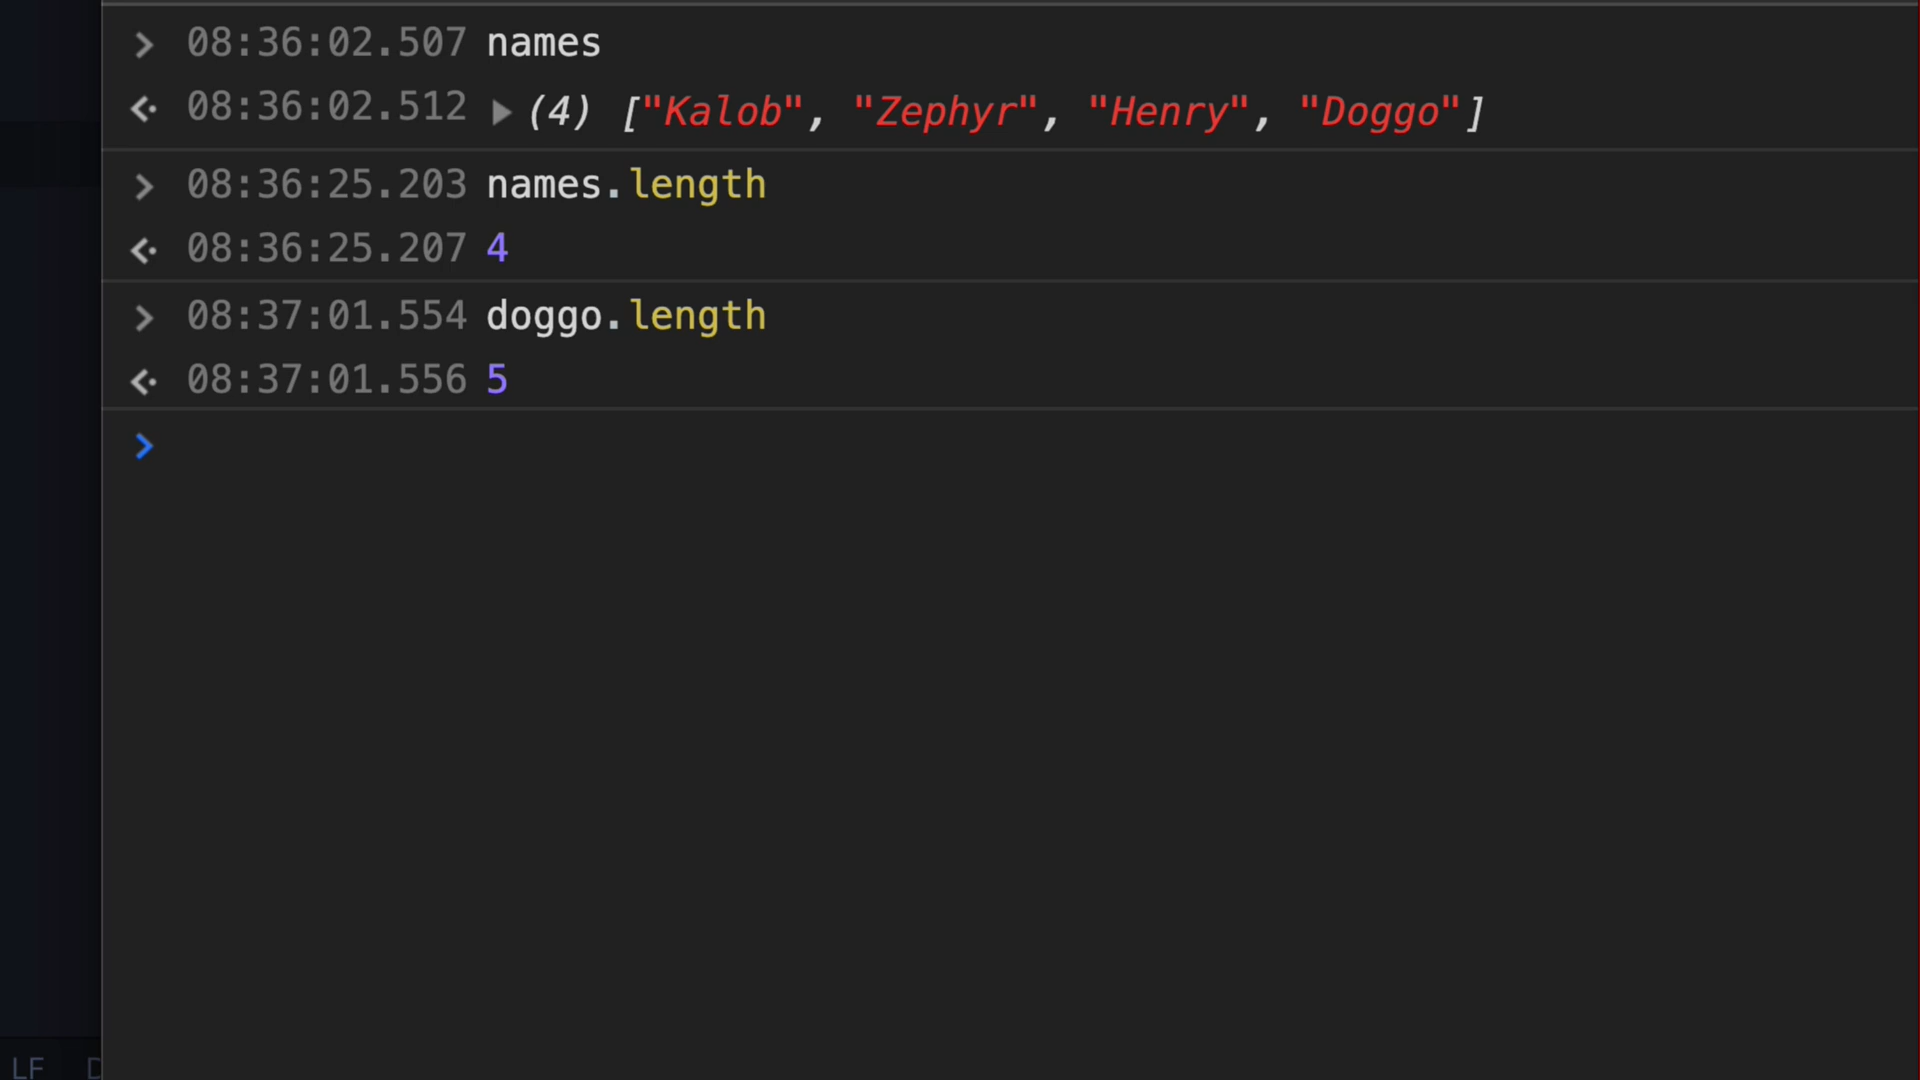 > 08:36:02.507 names
08:36:02.512 ▶ (4) ["Kalob", "Zephyr", "Henry", "Doggo"]
> 08:36:25.203 names.length
08:36:25.207 4
> 08:37:01.554 doggo.length
08:37:01.556 5
>
LF D